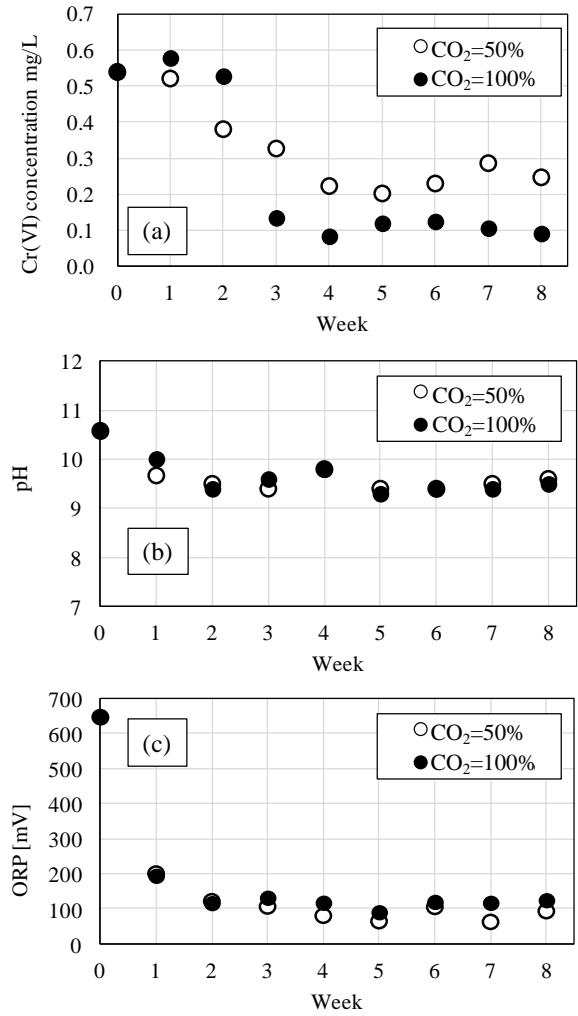 0.7
0.6
0.5
0.4
0.3
0.2
0.1
0.0
Cr(VI) concentration mg/L
CO₂=50%
CO₂=100%
(a)
0 1 2 3 4 5 6 7 8
Week
12
11
10
9
8
7
pH
CO₂=50%
CO₂=100%
(b)
0 1 2 3 4 5 6 7 8
Week
700
600
500
400
300
200
100
0
ORP [mV]
(c)
CO₂=50%
CO₂=100%
0 1 2 3 4 5 6 7 8
Week